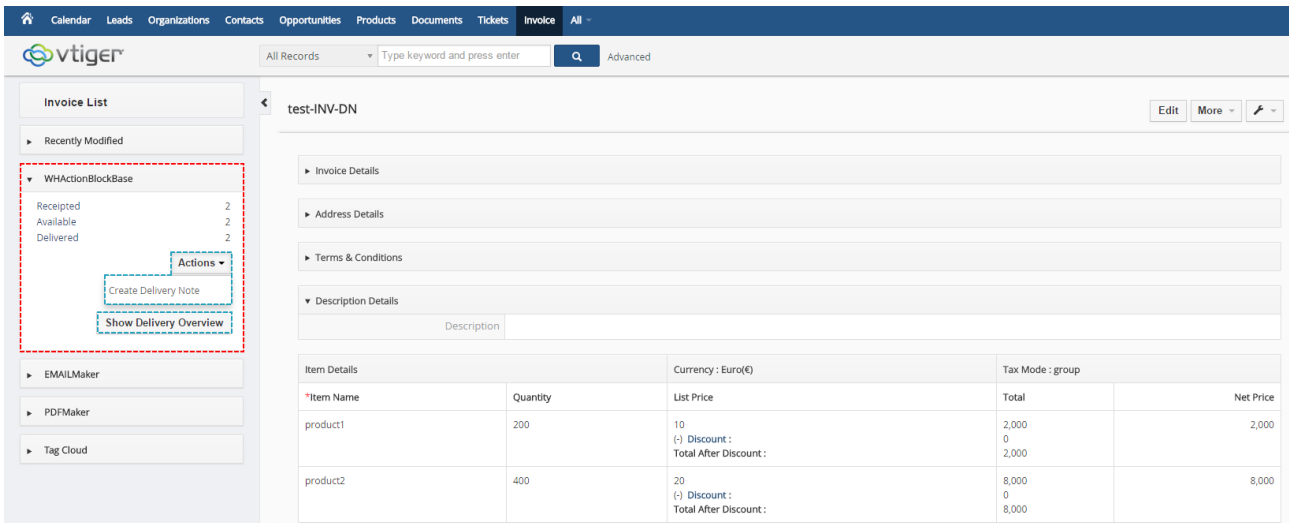 Calendar Leads Organizations Contacts Opportunities Products Documents Tickets Invoice All
vtiger All Records Type keyword and press enter Advanced
Invoice List
Recently Modified
WHActionBlockBase
Receipted 2
Available 2
Delivered 2
Actions
Create Delivery Note
Show Delivery Overview
EMAILMaker
PDFMaker
Tag Cloud
test-INV-DN Edit More
Invoice Details
Address Details
Terms & Conditions
Description Details
Description
Item Details Currency : Euro(€) Tax Mode : group
*Item Name Quantity List Price Total Net Price
product1 200 10 2,000 2,000
(-) Discount : 0
Total After Discount : 2,000
product2 400 20 8,000 8,000
(-) Discount : 0
Total After Discount : 8,000